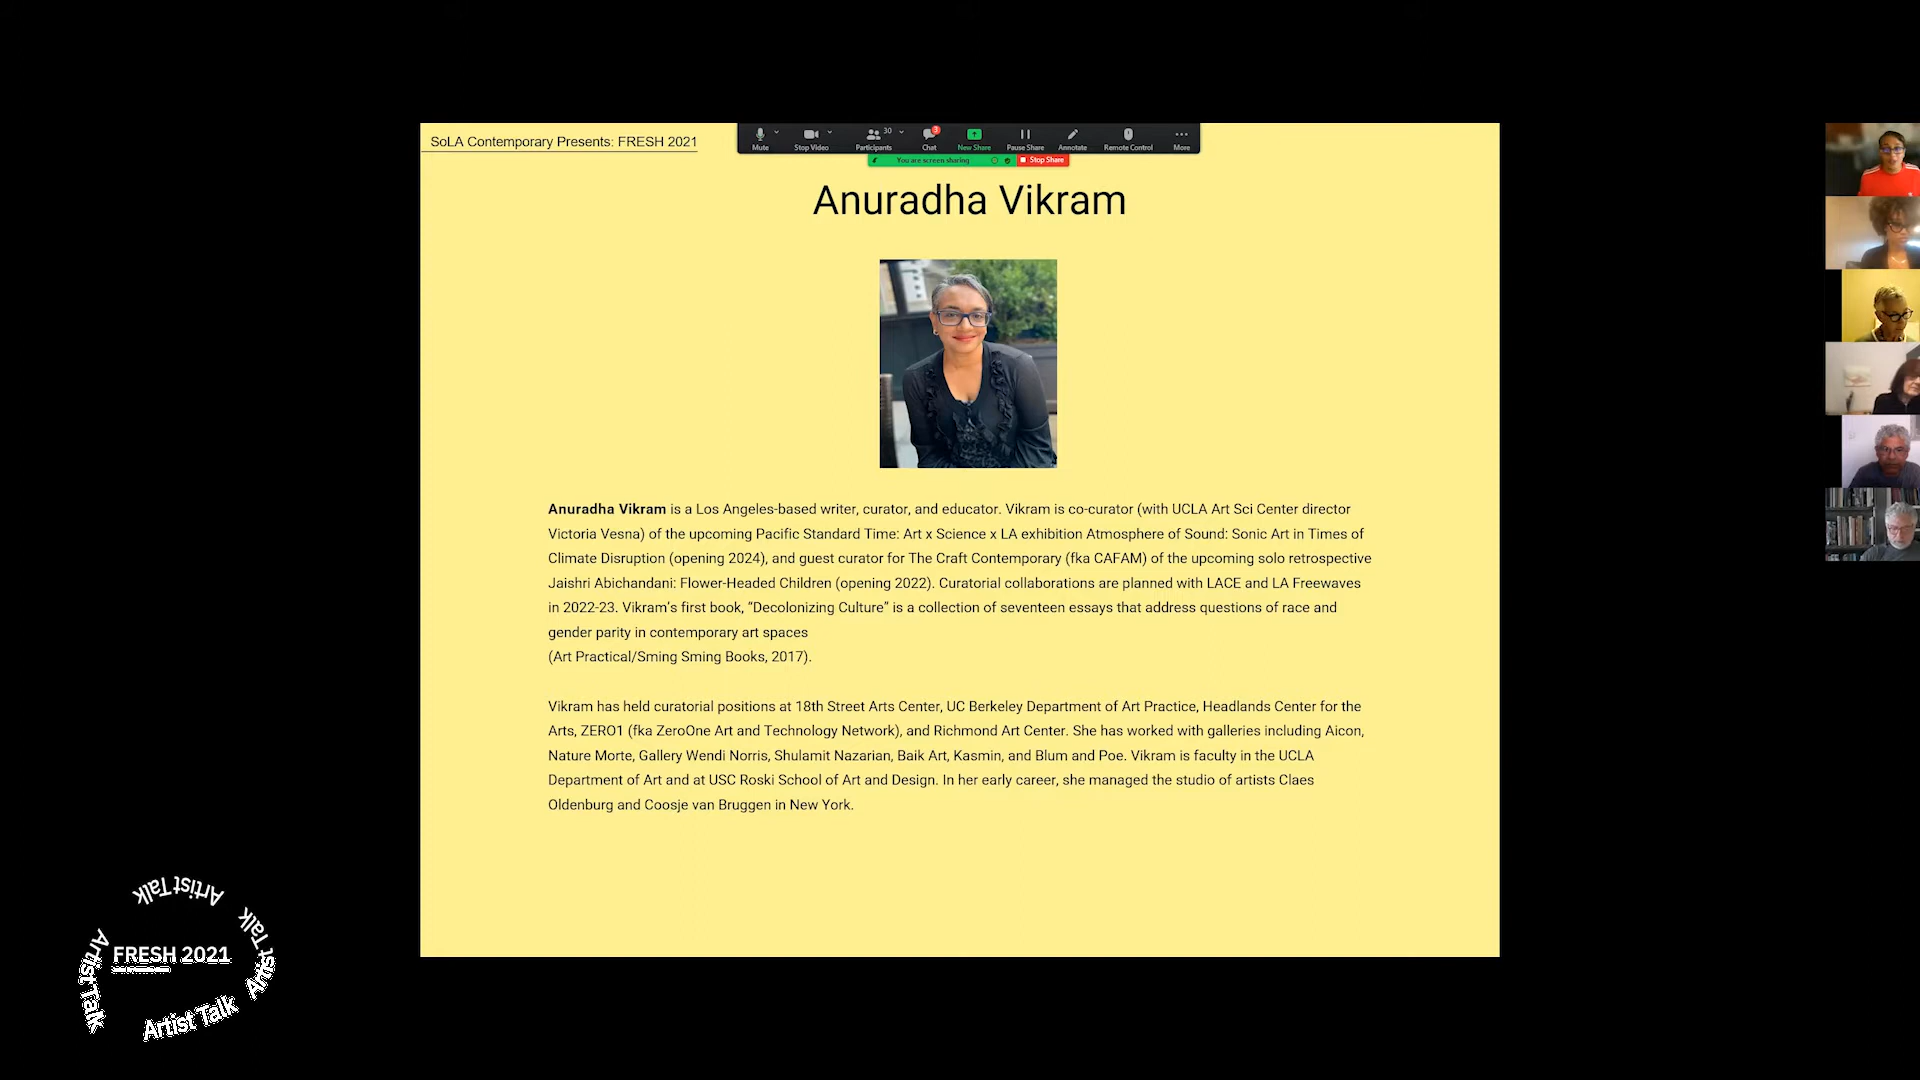 SoLA Contemporary Presents: FRESH 2021
30
3
Mute
Stop Video
Participants
Chat
New Share
Pause Share
Annotate
Remote Control
More
You are screen sharing
Stop Share
Anuradha Vikram
Anuradha Vikram is a Los Angeles-based writer, curator, and educator. Vikram is co-curator (with UCLA Art Sci Center director
Victoria Vesna) of the upcoming Pacific Standard Time: Art x Science x LA exhibition Atmosphere of Sound: Sonic Art in Times of
Climate Disruption (opening 2024), and guest curator for The Craft Contemporary (fka CAFAM) of the upcoming solo retrospective
Jaishri Abichandani: Flower-Headed Children (opening 2022). Curatorial collaborations are planned with LACE and LA Freewaves
in 2022-23. Vikram’s first book, “Decolonizing Culture” is a collection of seventeen essays that address questions of race and
gender parity in contemporary art spaces
(Art Practical/Sming Sming Books, 2017).
Vikram has held curatorial positions at 18th Street Arts Center, UC Berkeley Department of Art Practice, Headlands Center for the
Arts, ZERO1 (fka ZeroOne Art and Technology Network), and Richmond Art Center. She has worked with galleries including Aicon,
Nature Morte, Gallery Wendi Norris, Shulamit Nazarian, Baik Art, Kasmin, and Blum and Poe. Vikram is faculty in the UCLA
Department of Art and at USC Roski School of Art and Design. In her early career, she managed the studio of artists Claes
Oldenburg and Coosje van Bruggen in New York.
Artist Talk
Artist Talk
Artist Talk
Artist Talk
FRESH 2021